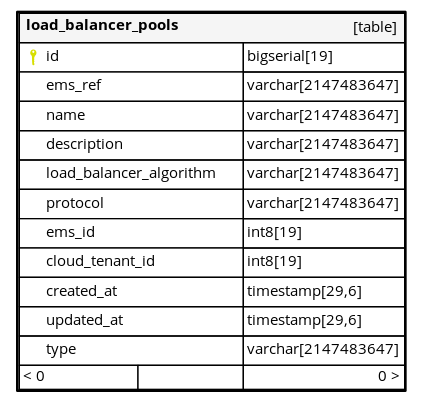 load_balancer_pools [table]
id bigserial[19]
ems_ref varchar[2147483647]
name varchar[2147483647]
description varchar[2147483647]
load_balancer_algorithm varchar[2147483647]
protocol varchar[2147483647]
ems_id int8[19]
cloud_tenant_id int8[19]
created_at timestamp[29,6]
updated_at timestamp[29,6]
type varchar[2147483647]
< 0 0 >